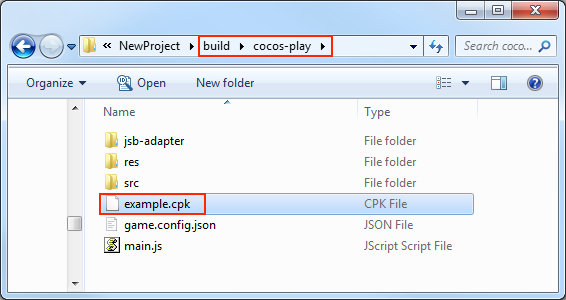 NewProject build cocos-play Search coco...
Organize Open New folder
Name Type
jsb-adapter File folder
res File folder
src File folder
example.cpk CPK File
game.config.json JSON File
main.js JScript Script File